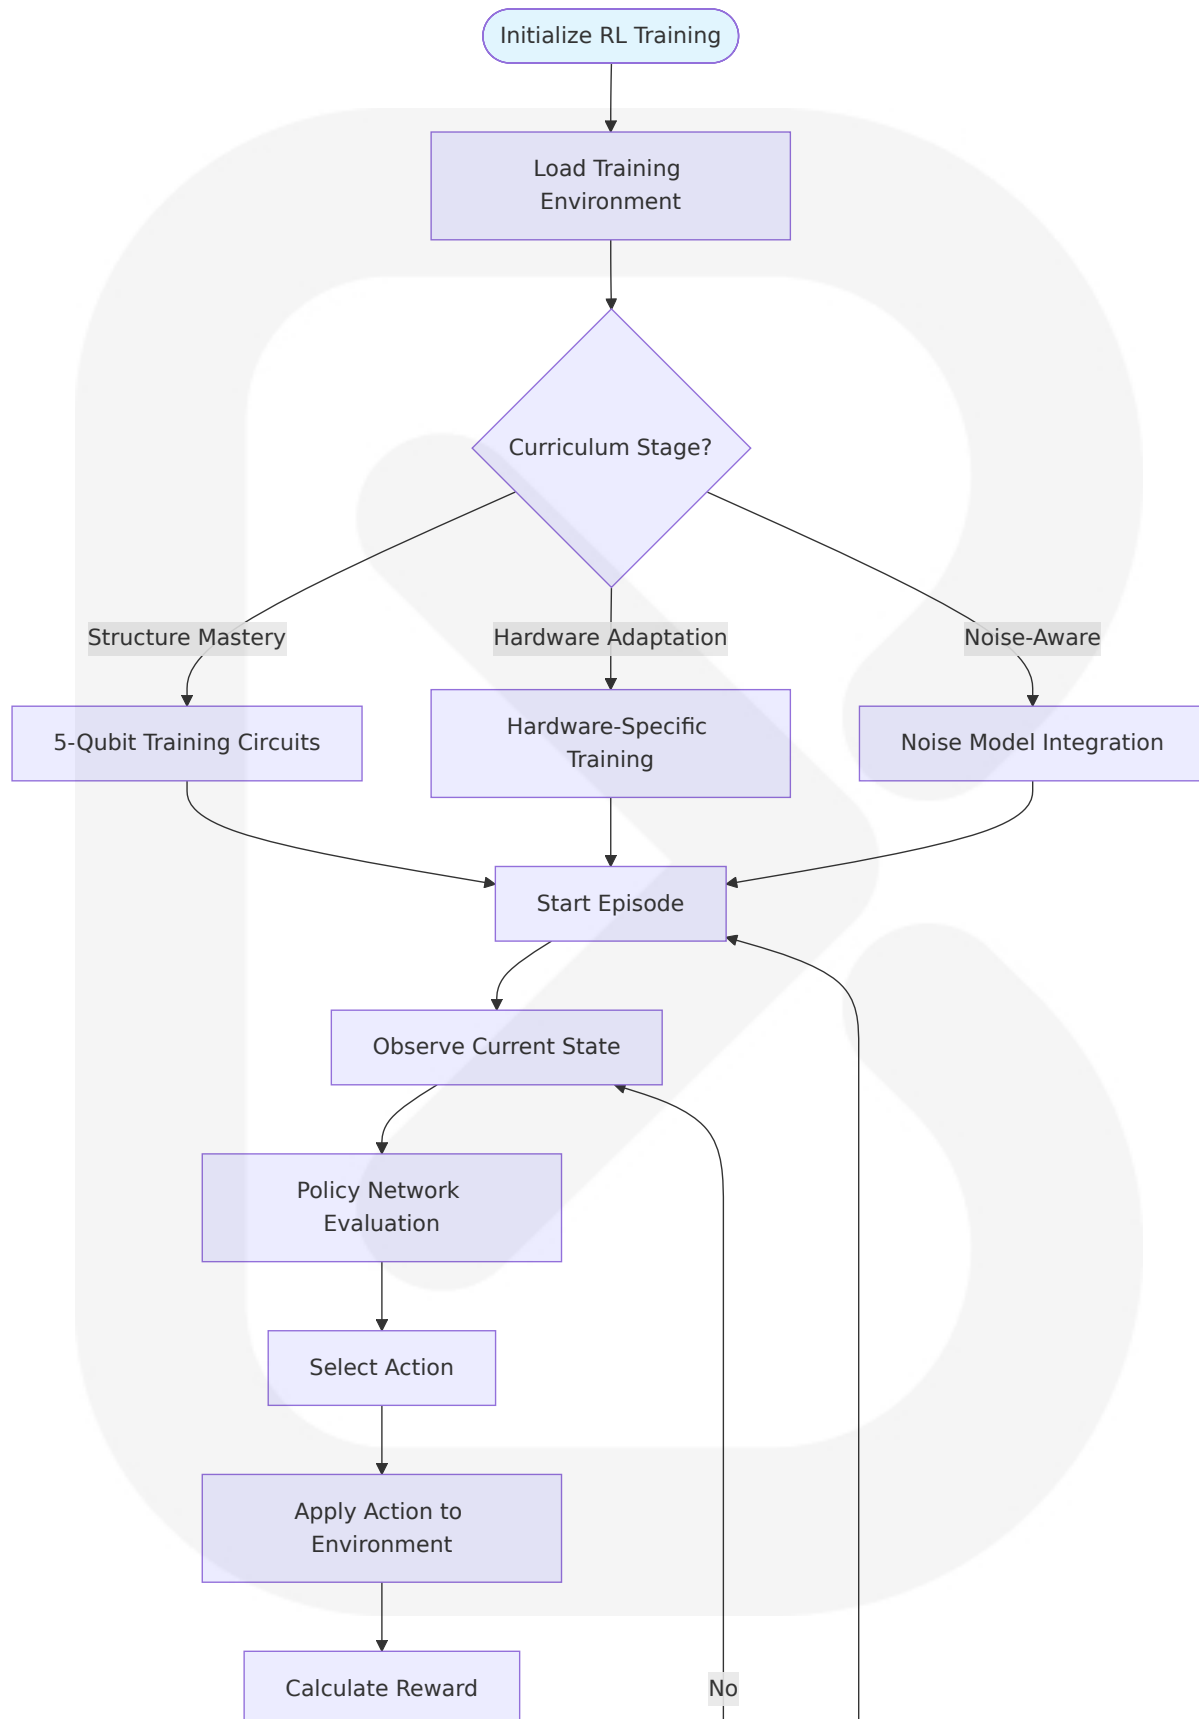 Initialize RL Training
Load Training
Environment
Curriculum Stage?
Structure Mastery
Hardware Adaptation
Noise-Aware
5-Qubit Training Circuits
Hardware-Specific
Training
Noise Model Integration
Start Episode
Observe Current State
Policy Network
Evaluation
Select Action
Apply Action to
Environment
Calculate Reward
No